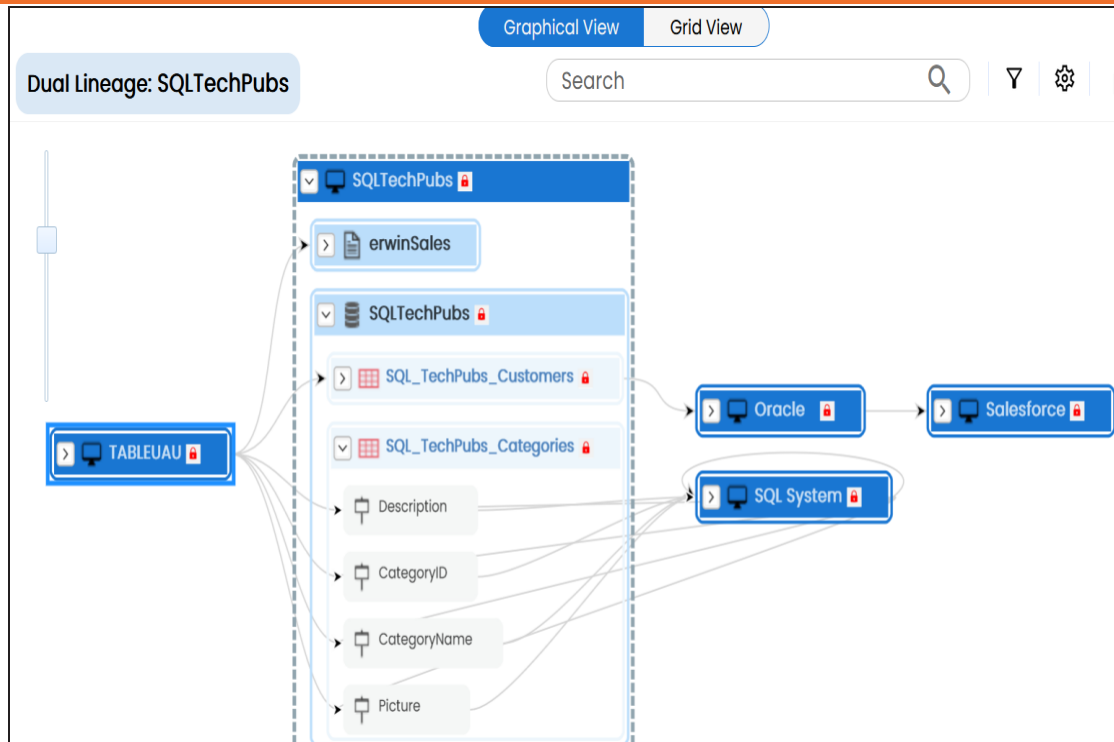 Graphical View
Grid View
Dual Lineage: SQLTechPubs
Search
SQLTechPubs
erwinSales
SQLTechPubs
SQL_TechPubs_Customers
Oracle
Salesforce
TABLEUAU
SQL_TechPubs_Categories
SQL System
Description
CategoryID
CategoryName
Picture